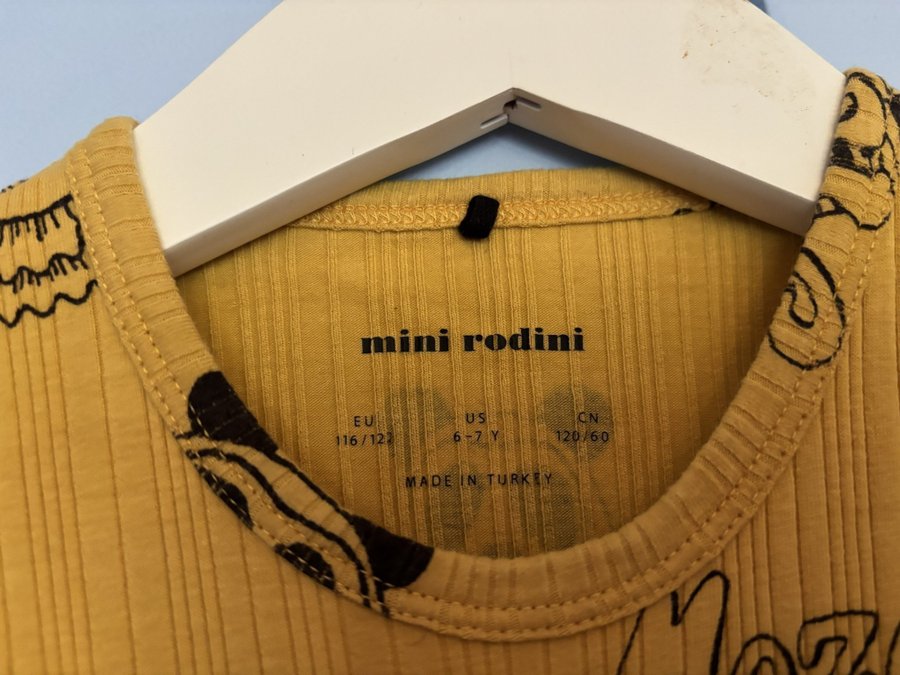 mini rodini
EU US CN
116/122 6-7 Y 120/60
MADE IN TURKEY